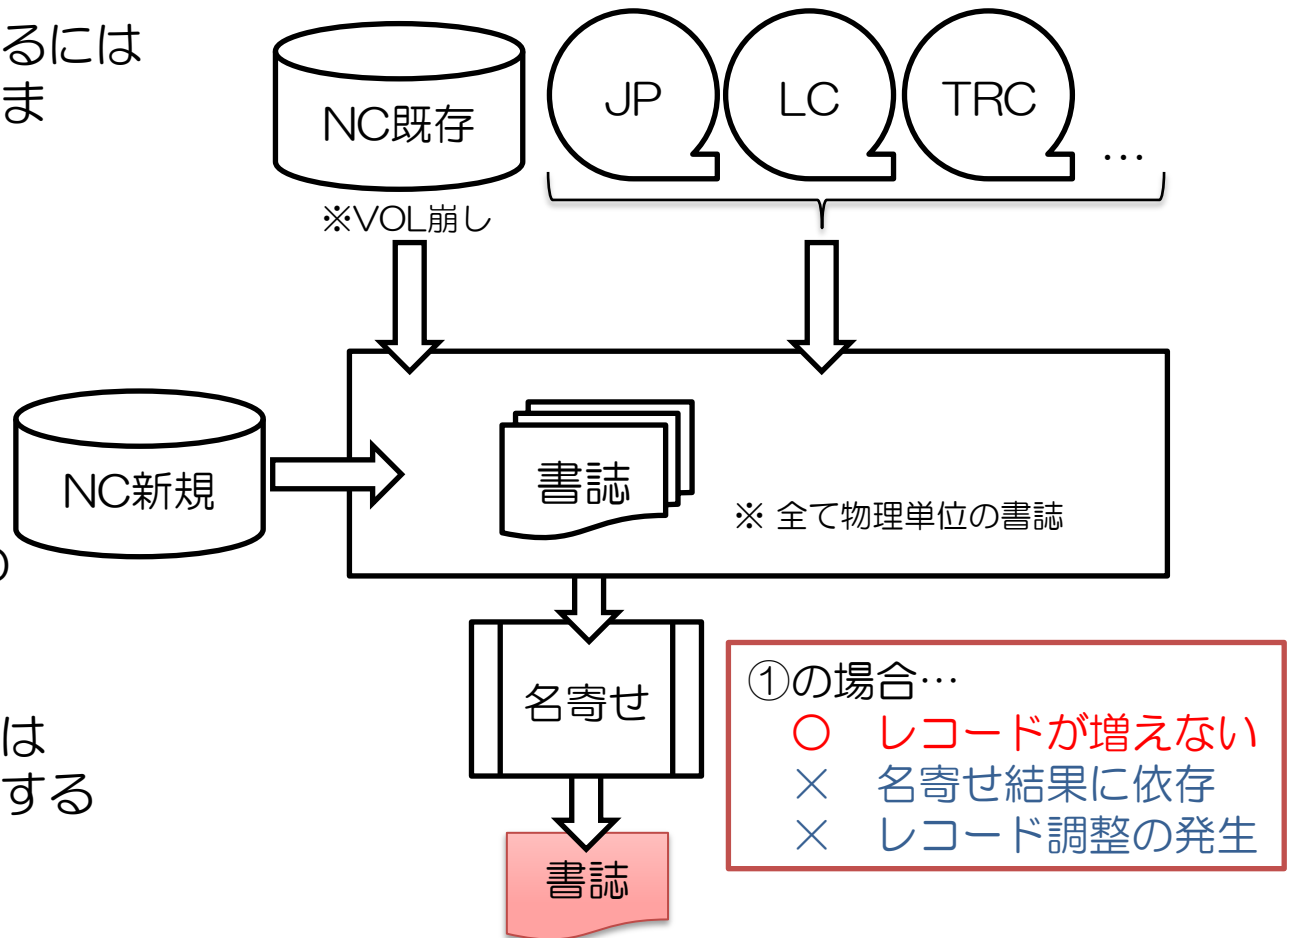 るには
ま
NC既存
JP
LC
TRC
…
※VOL崩し
NC新規
書誌
※ 全て物理単位の書誌
名寄せ
は
する
①の場合…
○ レコードが増えない
× 名寄せ結果に依存
× レコード調整の発生
書誌